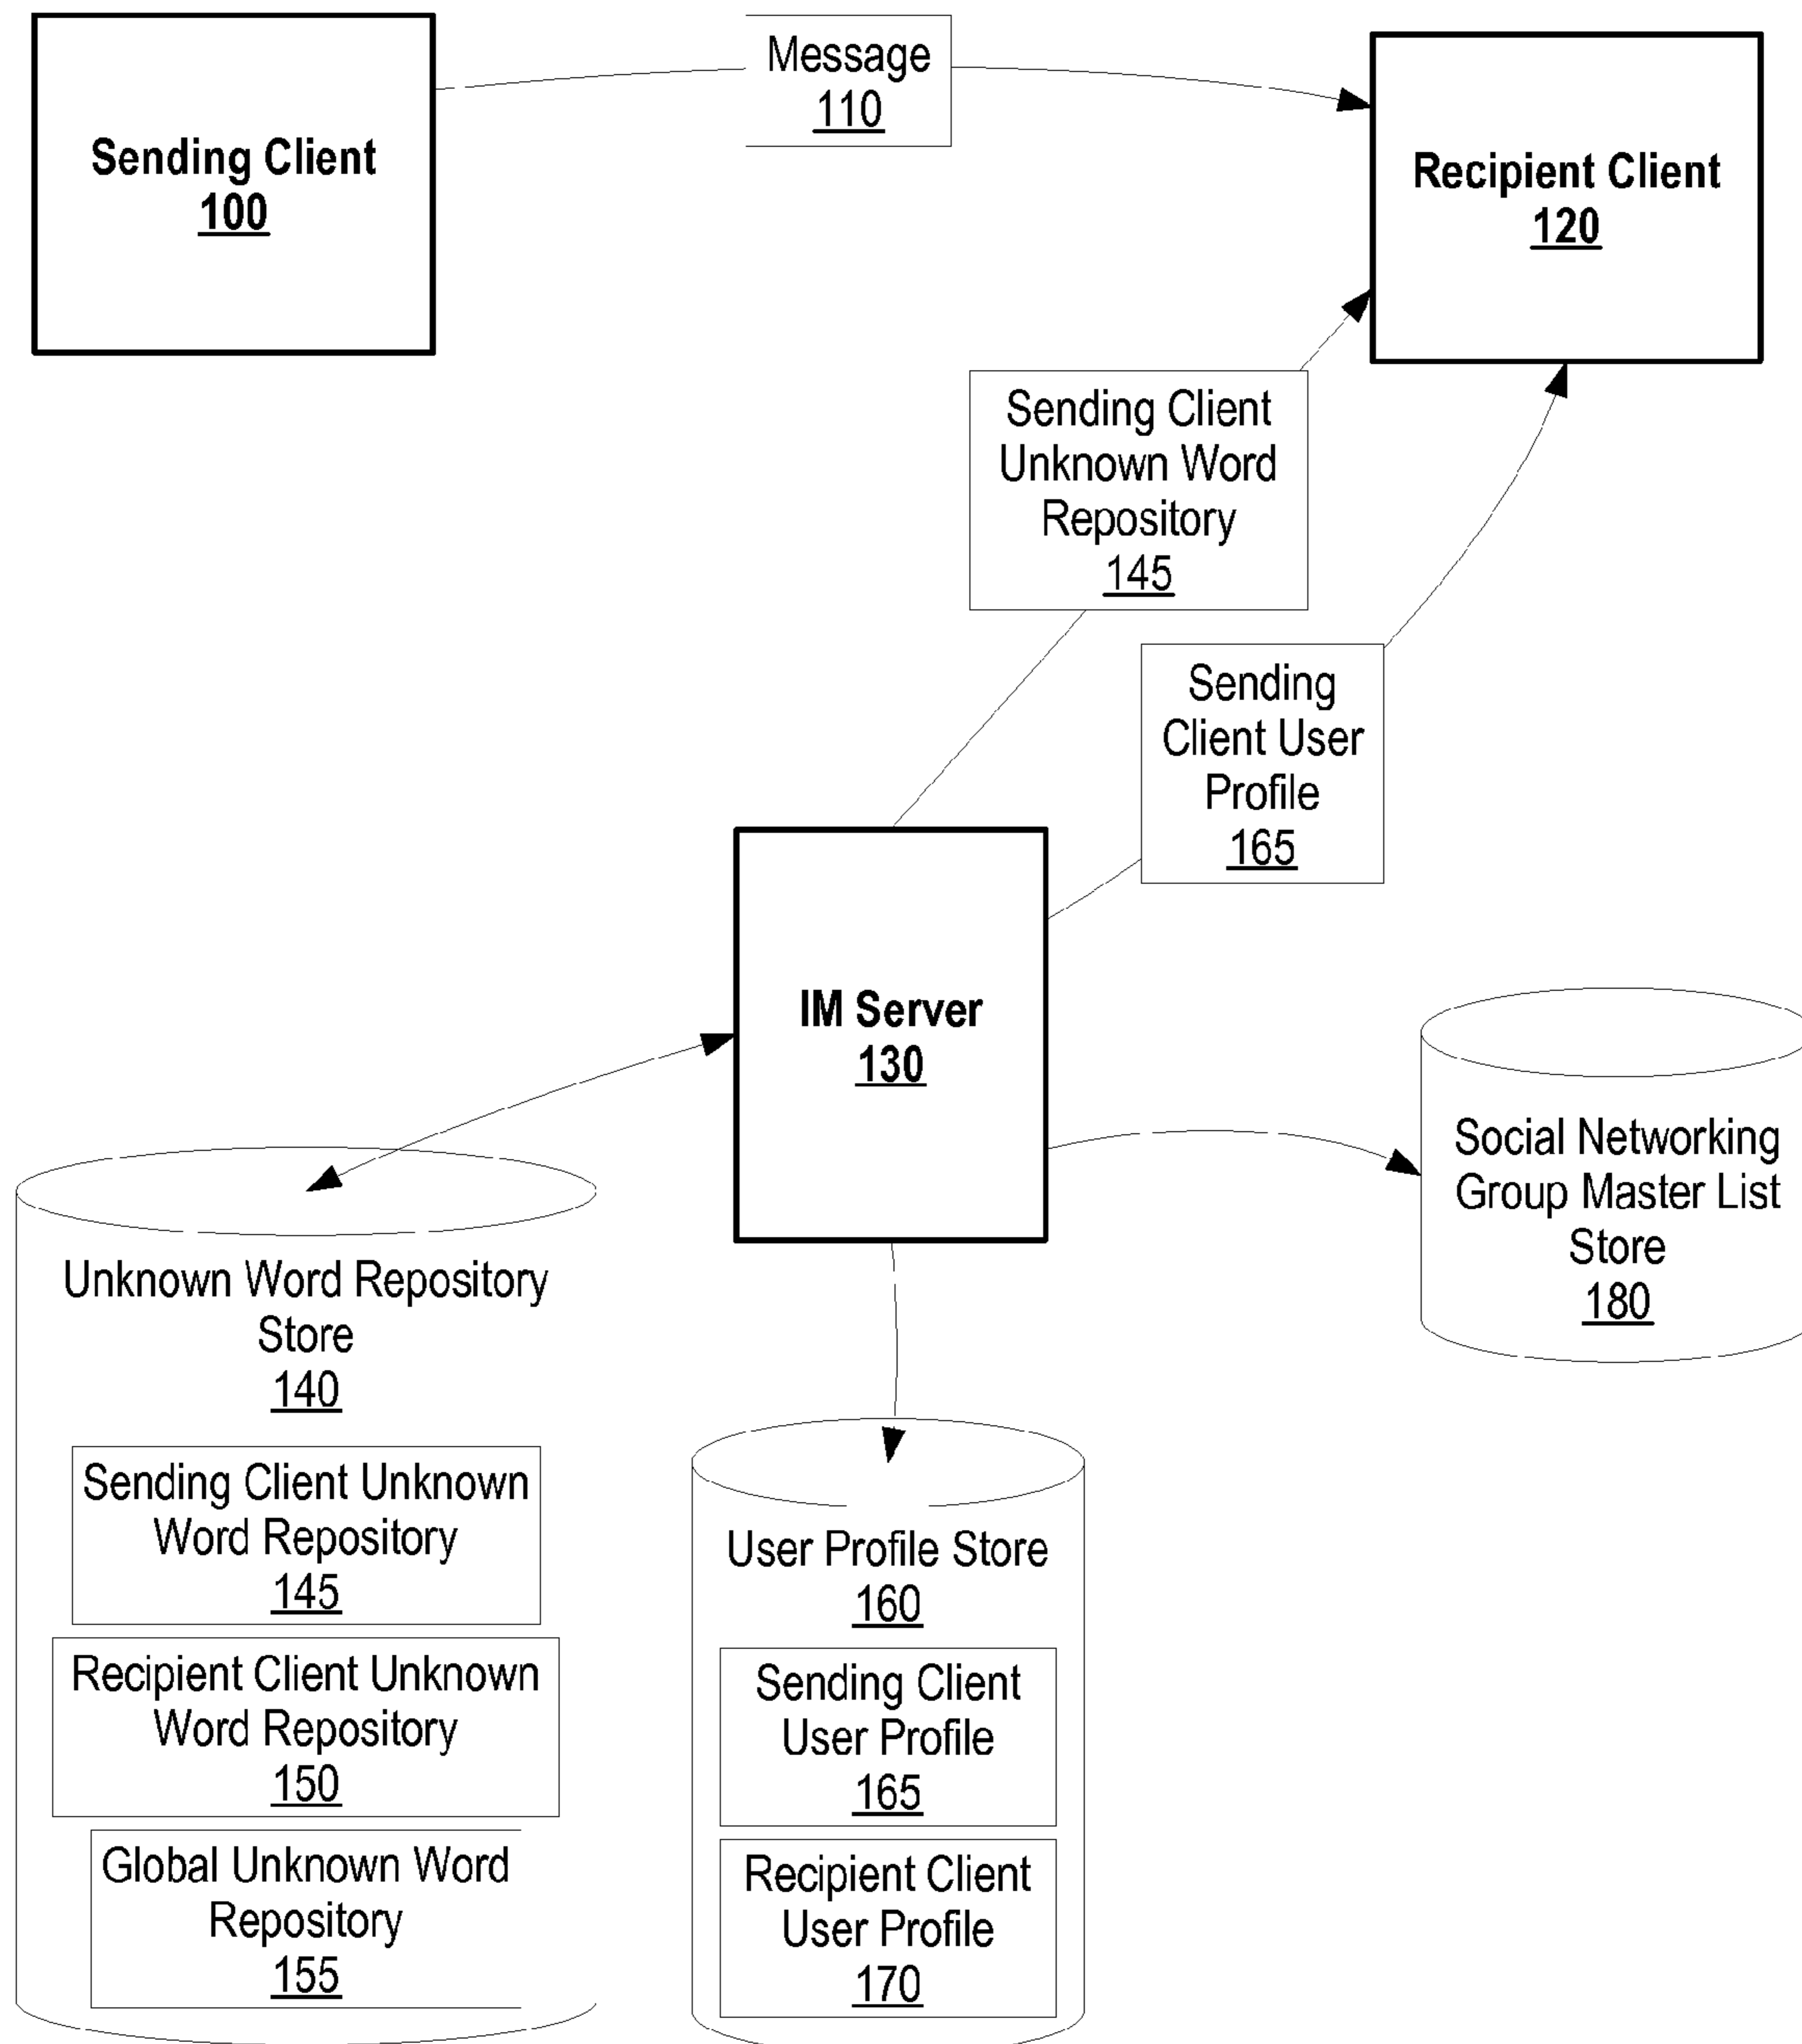 Message
110
Sending Client
100
Recipient Client
120
Sending Client
Unknown Word
Repository
145
Sending
Client User
Profile
165
IM Server
130
Social Networking
Group Master List
Store
180
Unknown Word Repository
Store
140
Sending Client Unknown
Word Repository
145
Recipient Client Unknown
Word Repository
150
Global Unknown Word
Repository
155
User Profile Store
160
Sending Client
User Profile
165
Recipient Client
User Profile
170